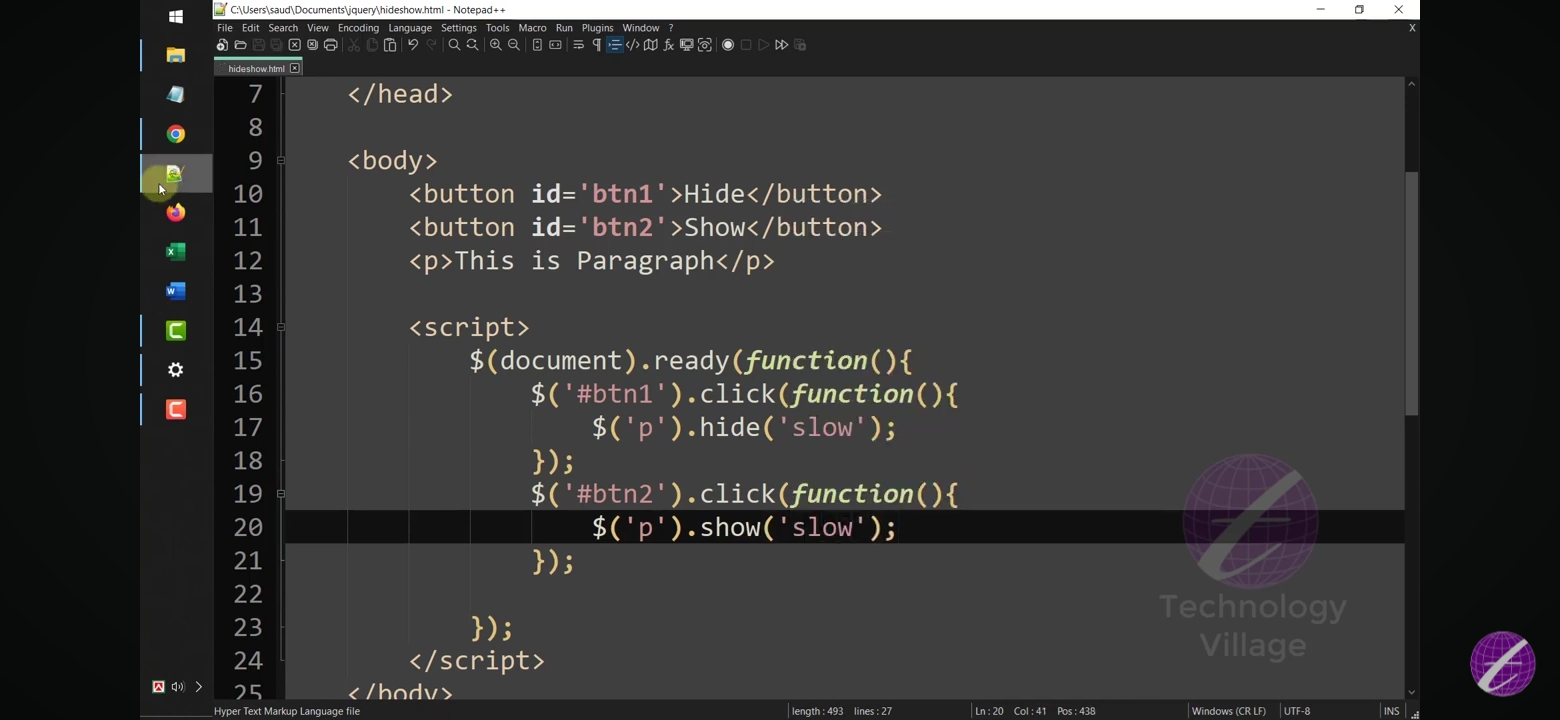 C:\Users\saud\Documents\jquery\hideshow.html - Notepad++
File Edit Search View Encoding Language Settings Tools Macro Run Plugins Window ? X
hideshow.html
7 </head>
8
9 <body>
10 <button id='btn1'>Hide</button>
11 <button id='btn2'>Show</button>
12 <p>This is Paragraph</p>
13
14 <script>
15 $(document).ready(function(){
16 $('#btn1').click(function(){
17 $('p').hide('slow');
18 });
19 $('#btn2').click(function(){
20 $('p').show('slow');
21 });
22
23 });
24 </script>
25 </body>
Technology
Village
Hyper Text Markup Language file length : 493 lines : 27 Ln : 20 Col : 41 Pos : 438 Windows (CR LF) UTF-8 INS